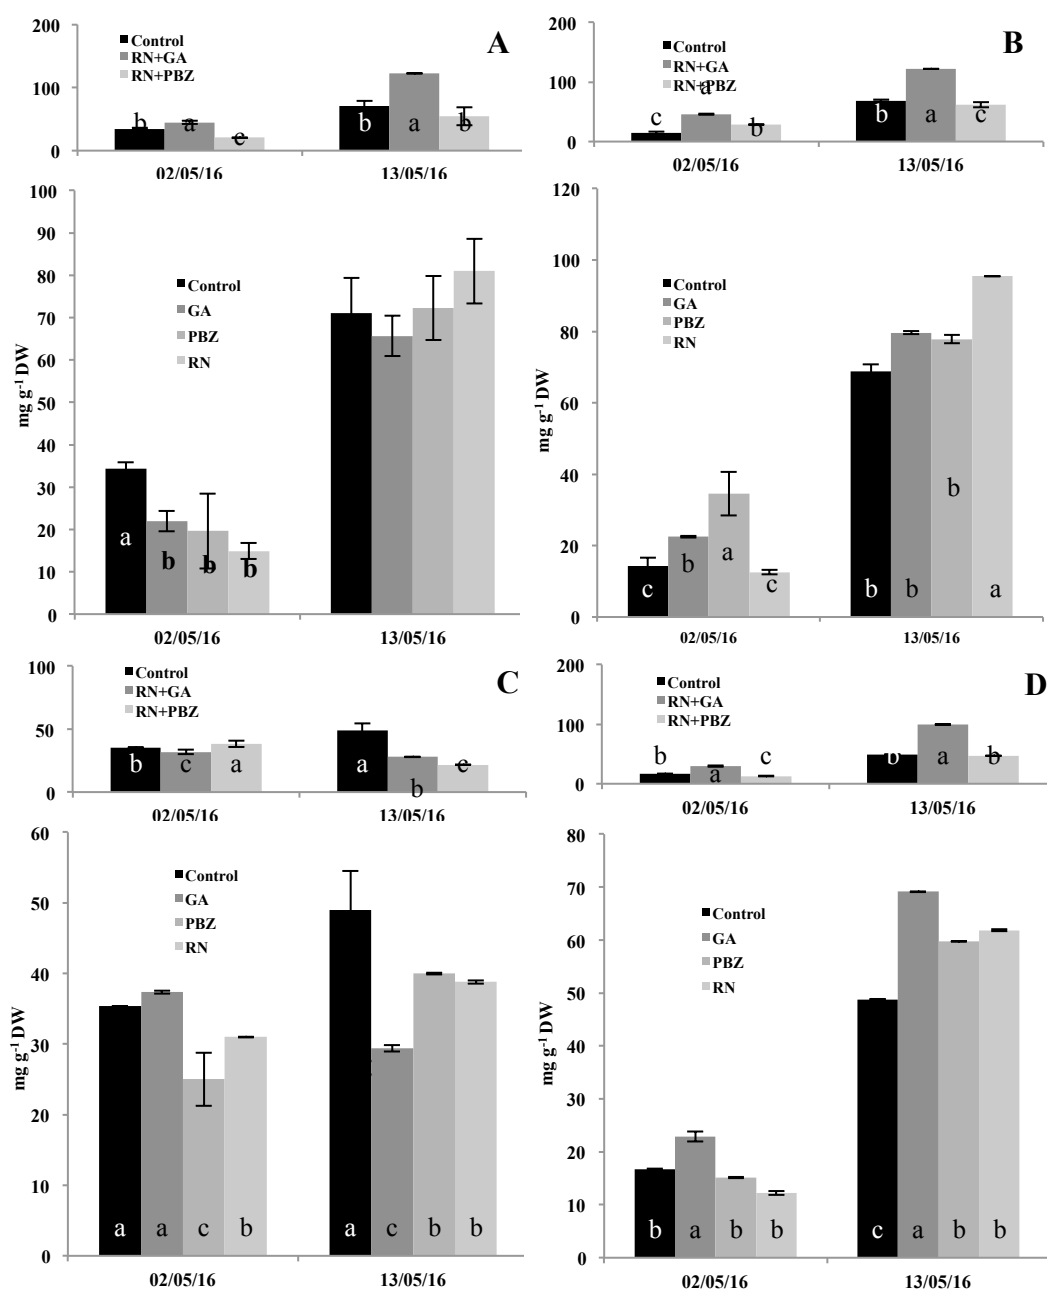 200
100
0
Control
RN+GA
RN+PBZ
A
b
a
c
b
a
b
02/05/16
13/05/16
200
150
100
50
0
Control
RN+GA
RN+PBZ
B
c
a
b
b
a
c
02/05/16
13/05/16
100
90
80
70
60
50
40
30
20
10
0
mg g-1 DW
Control
GA
PBZ
RN
a
b
b
b
02/05/16
13/05/16
120
100
80
60
40
20
0
mg g-1 DW
Control
GA
PBZ
RN
c
b
a
c
b
b
b
a
02/05/16
13/05/16
100
50
0
Control
RN+GA
RN+PBZ
C
b
c
a
a
b
c
02/05/16
13/05/16
200
100
0
Control
RN+GA
RN+PBZ
D
b
a
c
b
a
b
02/05/16
13/05/16
60
50
40
30
20
10
0
mg g-1 DW
Control
GA
PBZ
RN
a
a
c
b
a
c
b
b
02/05/16
13/05/16
80
70
60
50
40
30
20
10
0
mg g-1 DW
Control
GA
PBZ
RN
b
a
b
b
c
a
b
b
02/05/16
13/05/16